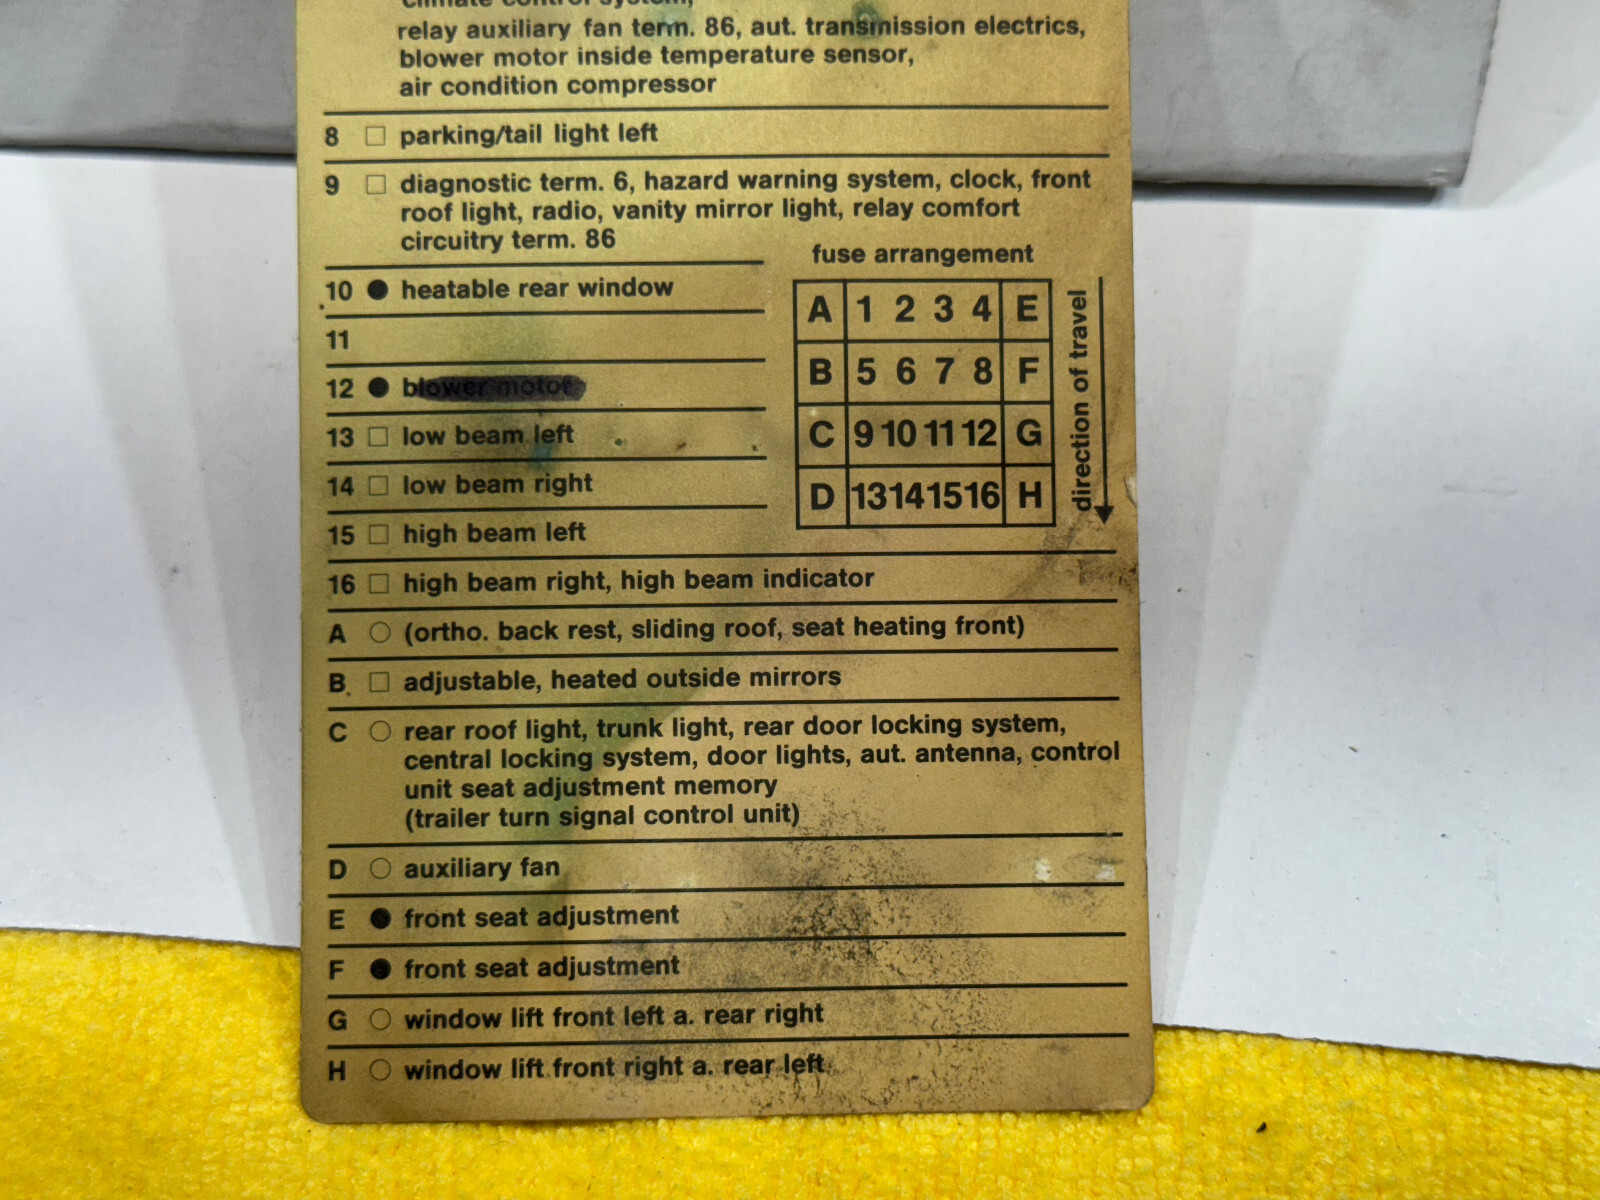 climate control system,
relay auxiliary fan term. 86, aut. transmission electrics,
blower motor inside temperature sensor,
air condition compressor
8 □ parking/tail light left
9 □ diagnostic term. 6, hazard warning system, clock, front
roof light, radio, vanity mirror light, relay comfort
circuitry term. 86
10 ● heatable rear window
11
12 ● blower motor
13 □ low beam left
14 □ low beam right
15 □ high beam left
fuse arrangement
A 1 2 3 4 E
B 5 6 7 8 F
C 9 10 11 12 G
D 13 14 15 16 H
direction of travel
16 □ high beam right, high beam indicator
A ○ (ortho. back rest, sliding roof, seat heating front)
B □ adjustable, heated outside mirrors
C ○ rear roof light, trunk light, rear door locking system,
central locking system, door lights, aut. antenna, control
unit seat adjustment memory
(trailer turn signal control unit)
D ○ auxiliary fan
E ● front seat adjustment
F ● front seat adjustment
G ○ window lift front left a. rear right
H ○ window lift front right a. rear left